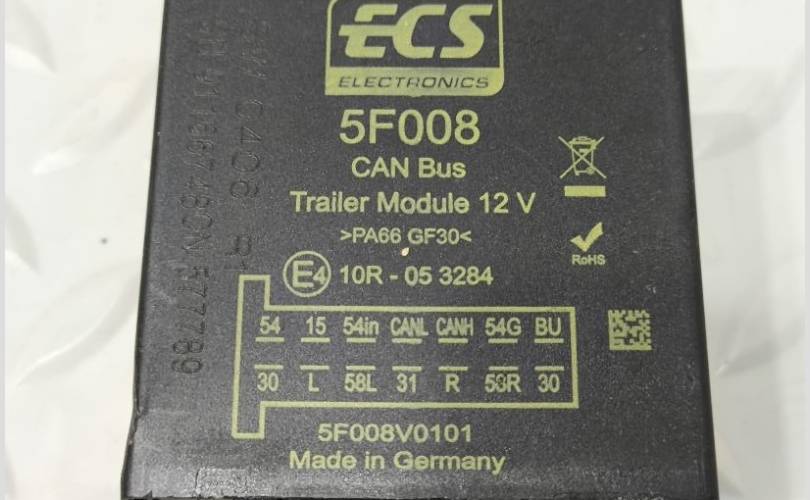 ECS
ELECTRONICS
5F008
CAN Bus
Trailer Module 12 V
>PA66 GF30<
RoHS
E4 10R - 05 3284
54 15 54in CANL CANH 54G BU
30 L 58L 31 R 58R 30
5F008V0101
Made in Germany